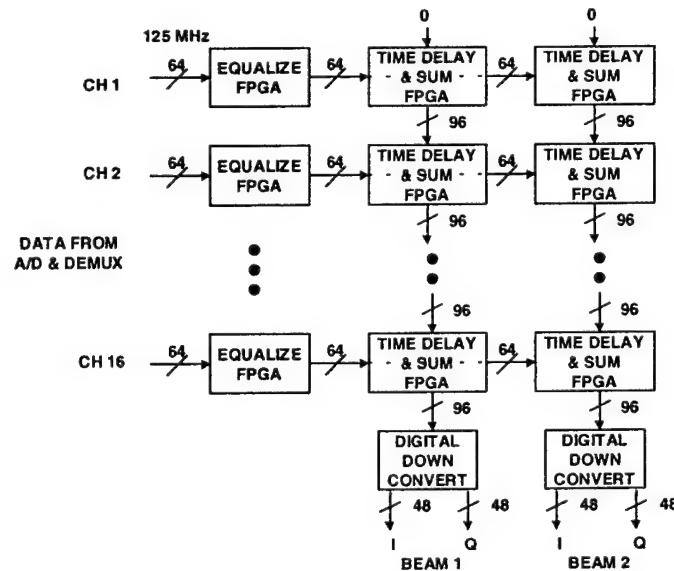 0 0
125 MHz
CH 1 64 EQUALIZE FPGA 64 TIME DELAY & SUM FPGA 64 TIME DELAY & SUM FPGA
96 96
CH 2 64 EQUALIZE FPGA 64 TIME DELAY & SUM FPGA 64 TIME DELAY & SUM FPGA
96 96
DATA FROM
A/D & DEMUX
96 96
CH 16 64 EQUALIZE FPGA 64 TIME DELAY & SUM FPGA 64 TIME DELAY & SUM FPGA
96 96
DIGITAL DOWN CONVERT DIGITAL DOWN CONVERT
48 48 48 48
I Q I Q
BEAM 1 BEAM 2